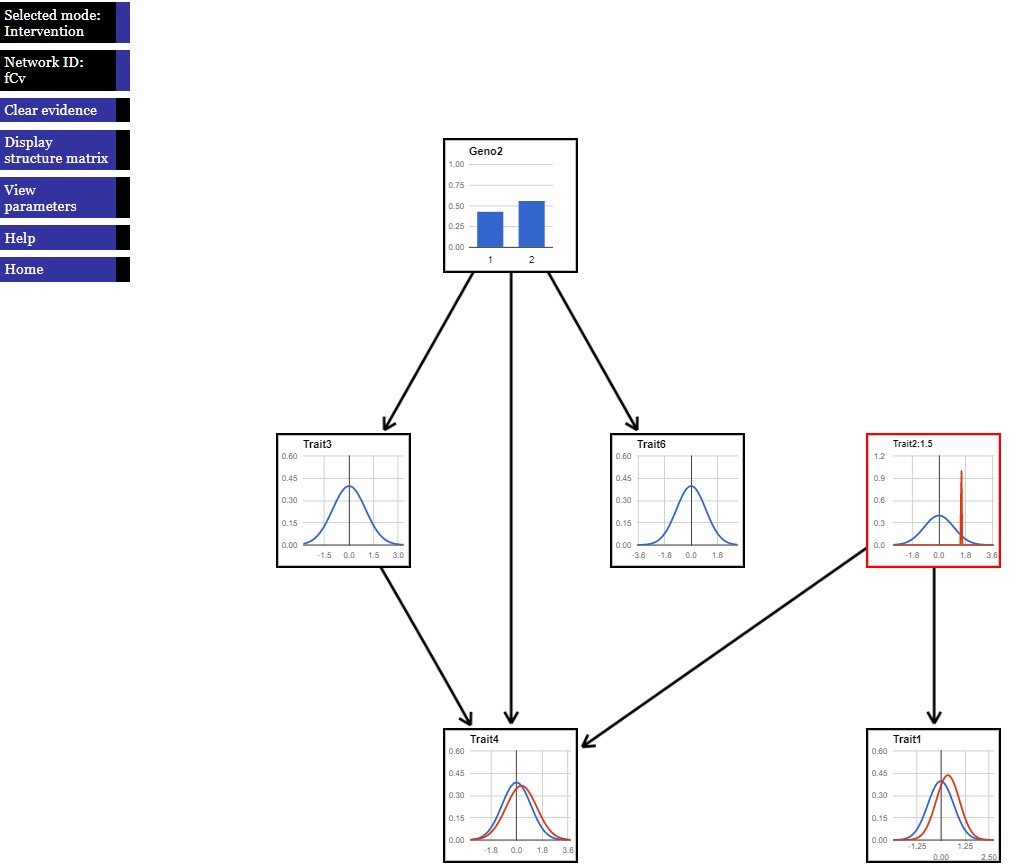 Selected mode:
Intervention
Network ID:
fCv
Clear evidence
Display
structure matrix
View
parameters
Help
Home
Geno2
1.00
0.75
0.50
0.25
0.00
1 2
Trait3
0.60
0.45
0.30
0.15
0.00
-1.5 0.0 1.5 3.0
Trait6
0.60
0.45
0.30
0.15
0.00
-3.6 -1.8 0.0 1.8
Trait2:1.5
1.2
0.9
0.6
0.3
0.0
-1.8 0.0 1.8 3.6
Trait4
0.60
0.45
0.30
0.15
0.00
-1.8 0.0 1.8 3.6
Trait1
0.60
0.45
0.30
0.15
0.00
-1.25 1.25
0.00 2.50